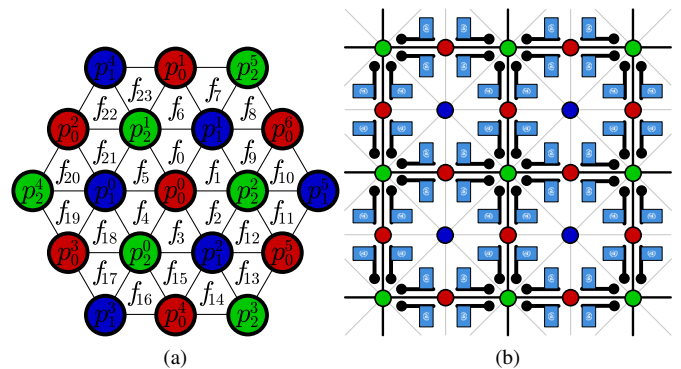 p_1^4 p_0^1 p_2^5
f_23 f_7
f_22 f_6 f_8
p_0^2 p_2^1 p_1^1 p_0^6
f_21 f_0 f_9
f_20 f_5 f_1 f_10
p_2^4 p_1^0 p_0^0 p_2^2 p_1^5
f_19 f_4 f_2 f_11
f_18 f_3 f_12
p_0^3 p_2^0 p_1^2 p_0^5
f_17 f_15 f_13
f_16 f_14
p_1^3 p_0^1 p_2^3
(a) (b)